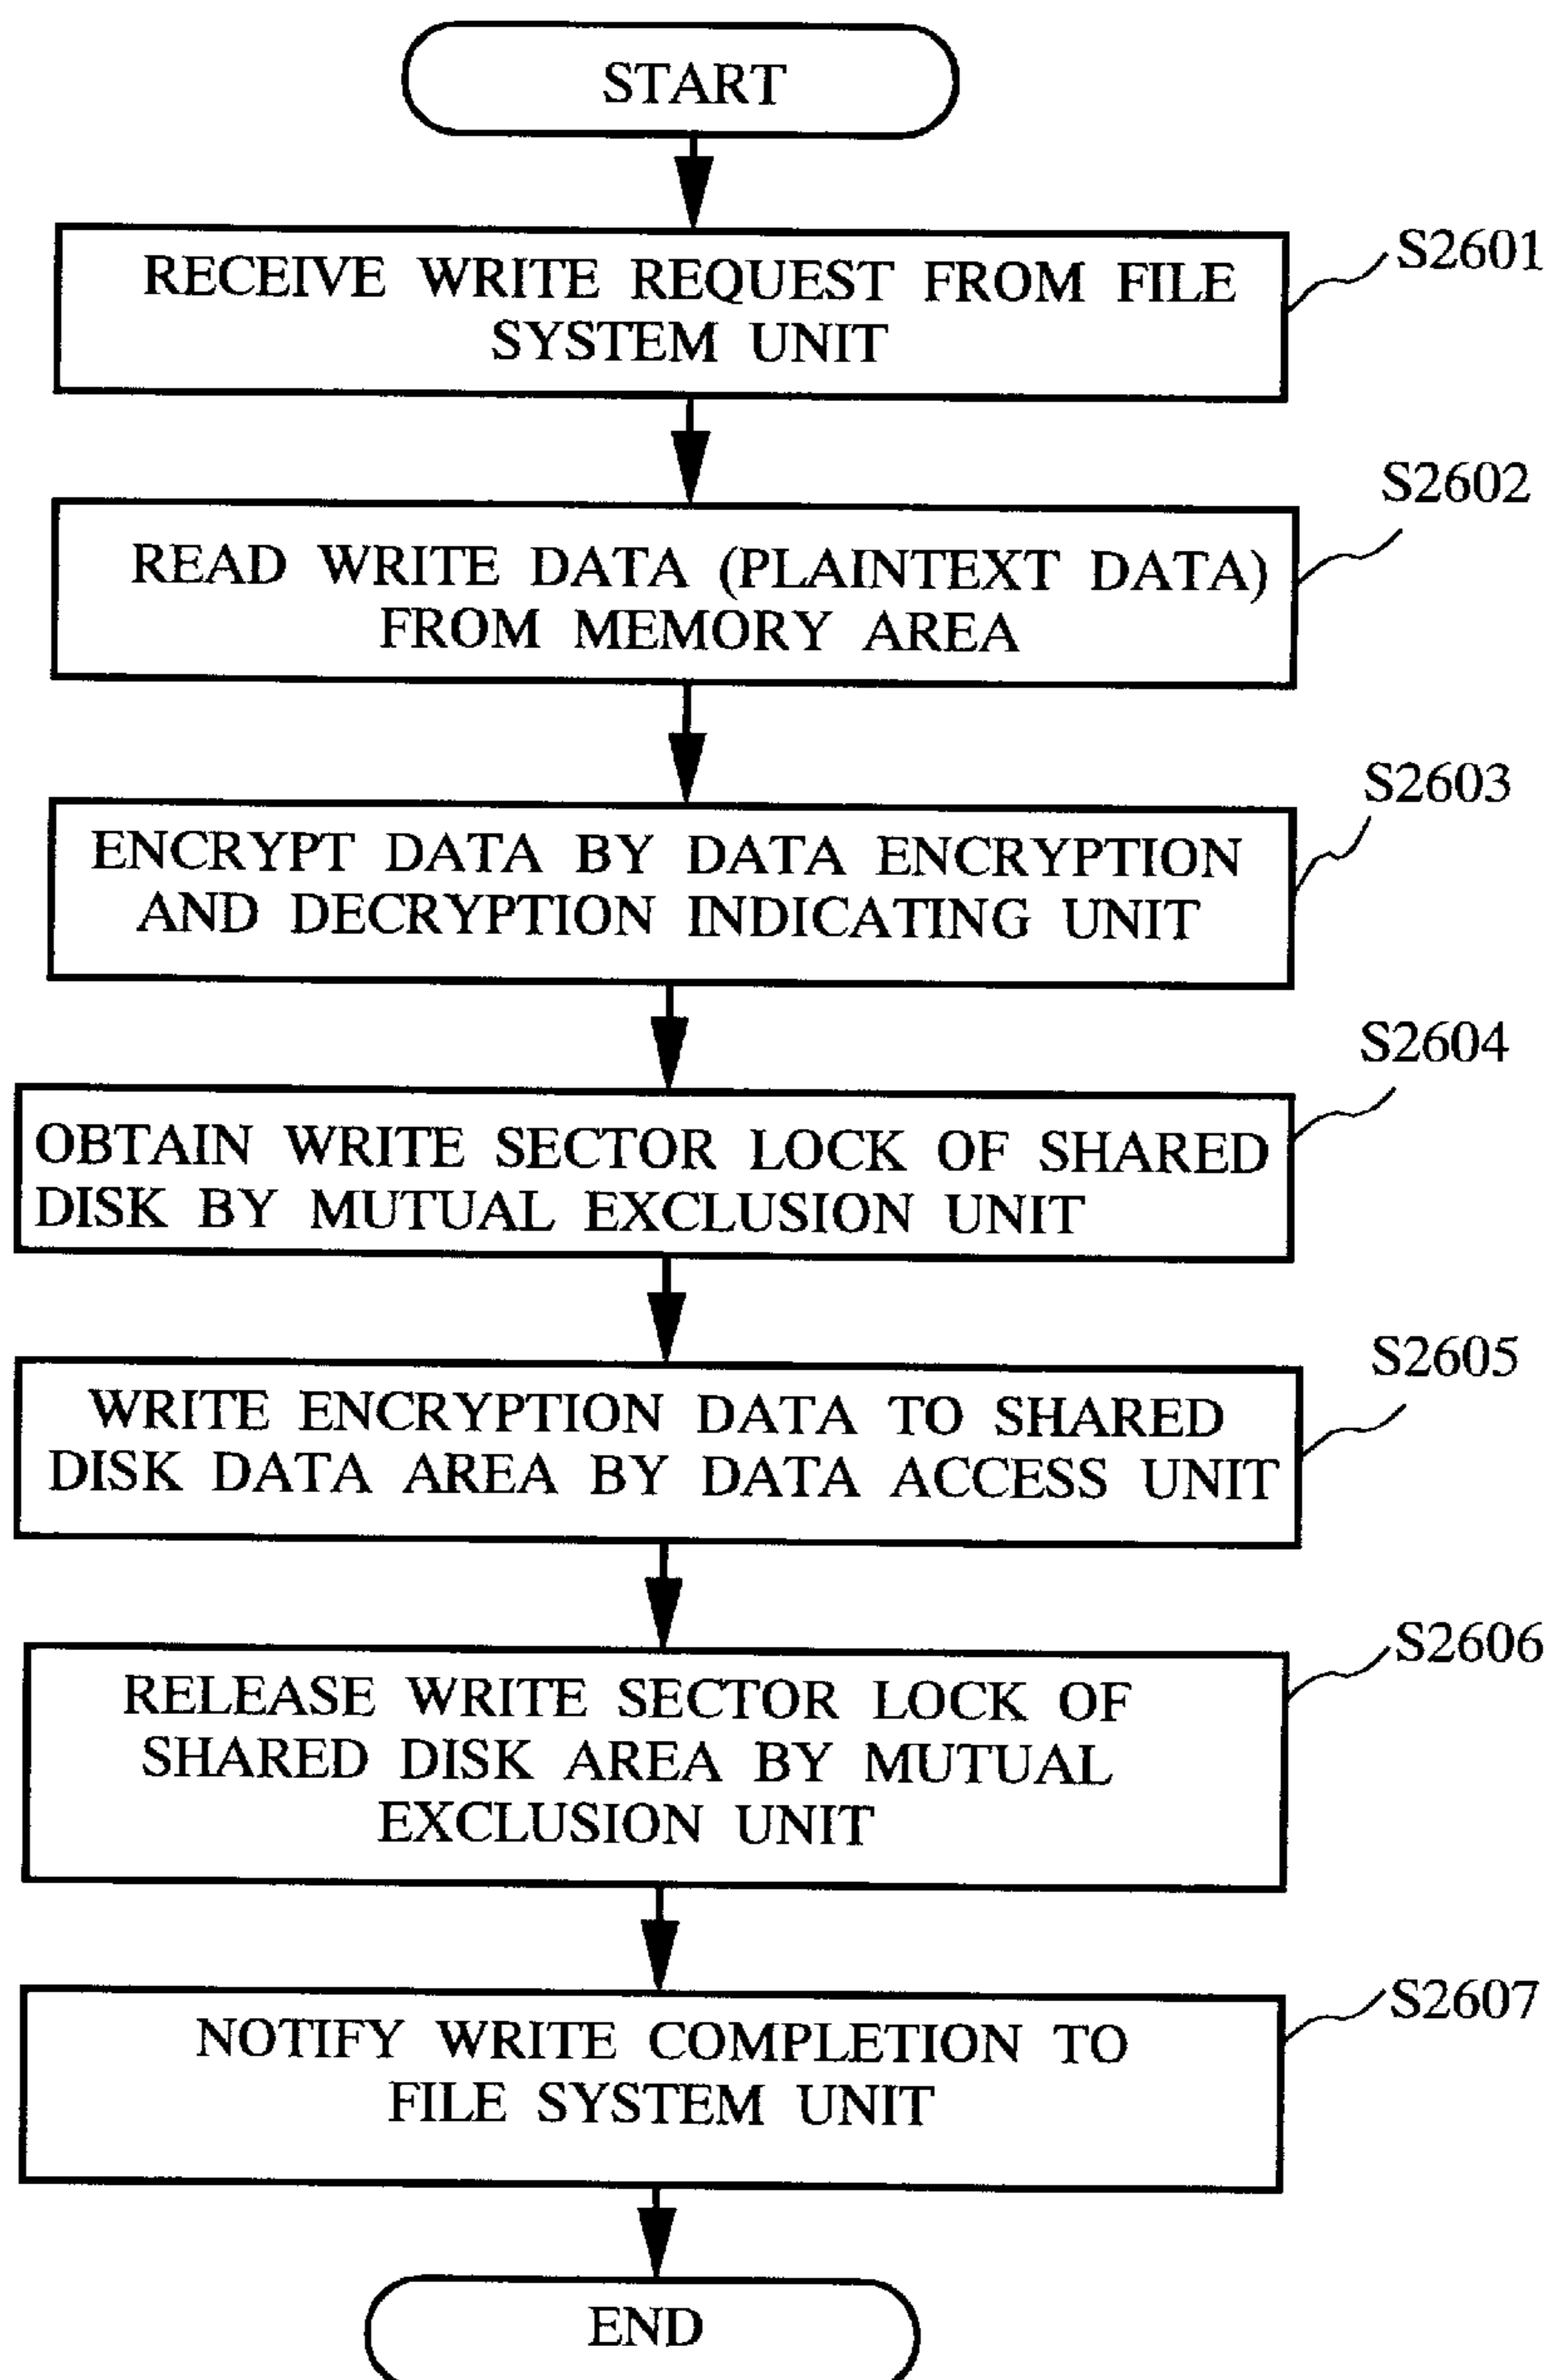 START
RECEIVE WRITE REQUEST FROM FILE
SYSTEM UNIT
S2601
READ WRITE DATA (PLAINTEXT DATA)
FROM MEMORY AREA
S2602
ENCRYPT DATA BY DATA ENCRYPTION
AND DECRYPTION INDICATING UNIT
S2603
OBTAIN WRITE SECTOR LOCK OF SHARED
DISK BY MUTUAL EXCLUSION UNIT
S2604
WRITE ENCRYPTION DATA TO SHARED
DISK DATA AREA BY DATA ACCESS UNIT
S2605
RELEASE WRITE SECTOR LOCK OF
SHARED DISK AREA BY MUTUAL
EXCLUSION UNIT
S2606
NOTIFY WRITE COMPLETION TO
FILE SYSTEM UNIT
S2607
END